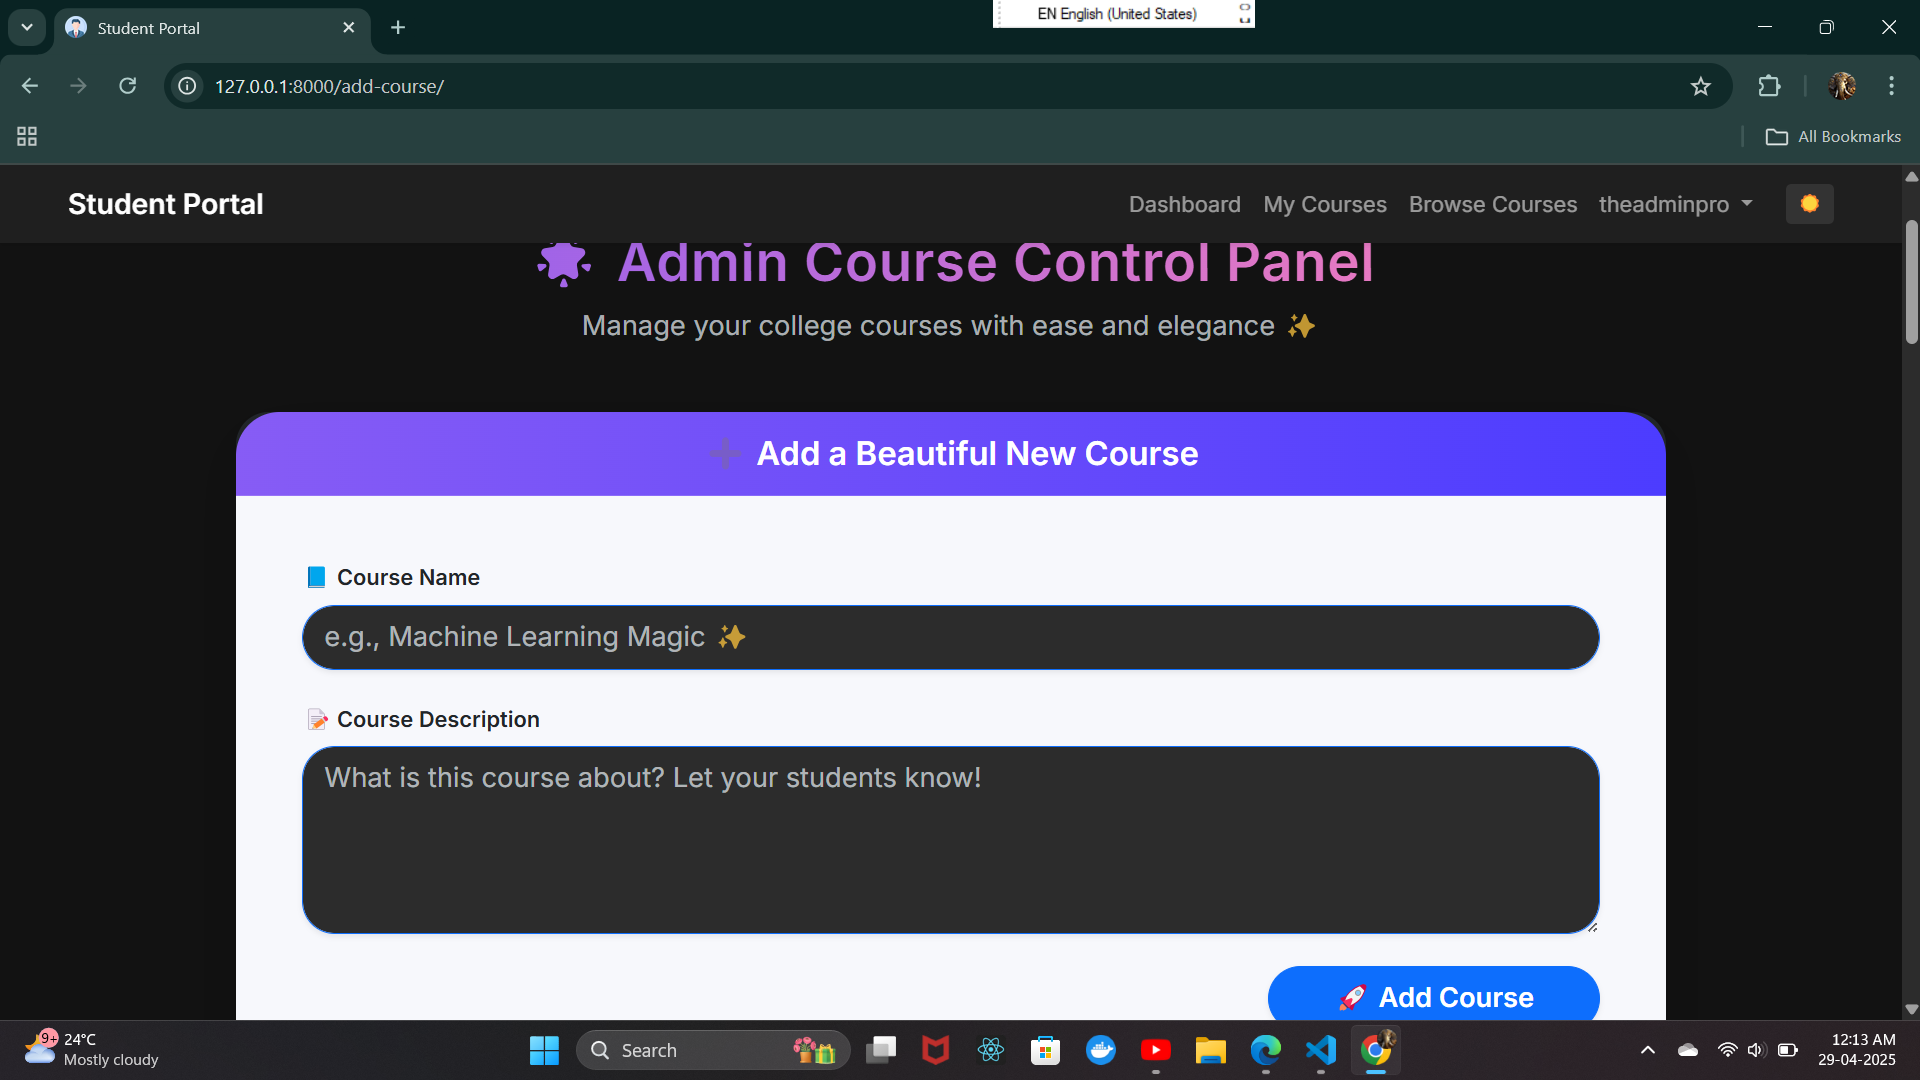 Student Portal
EN English (United States)
127.0.0.1:8000/add-course/
All Bookmarks
Student Portal
Dashboard My Courses Browse Courses theadminpro
Admin Course Control Panel
Manage your college courses with ease and elegance ✨
➕ Add a Beautiful New Course
📘 Course Name
e.g., Machine Learning Magic ✨
📝 Course Description
What is this course about? Let your students know!
🚀 Add Course
9+
24°C
Mostly cloudy
Search
12:13 AM
29-04-2025